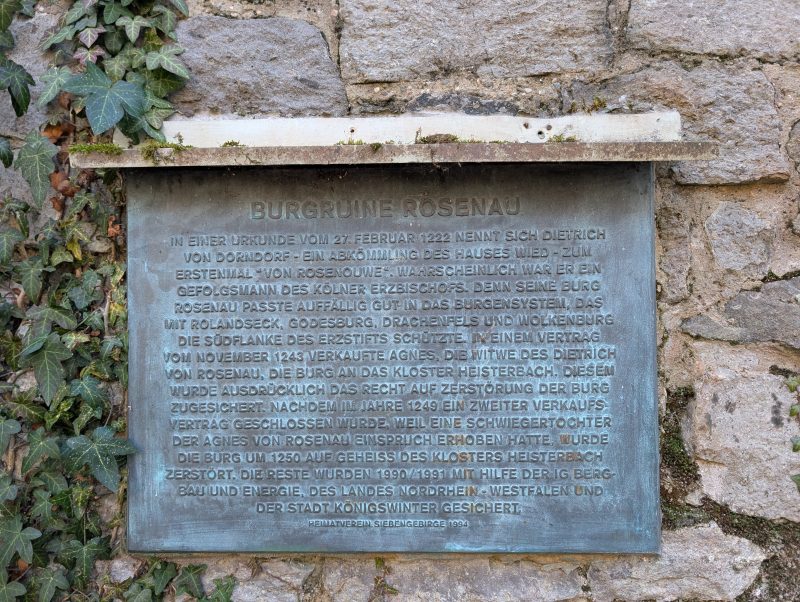 BURGRUINE ROSENAU
IN EINER URKUNDE VOM 27. FEBRUAR 1222 NENNT SICH DIETRICH
VON DORNDORF - EIN ABKÖMMLING DES HAUSES WIED - ZUM
ERSTENMAL "VON ROSENOUWE". WAHRSCHEINLICH WAR ER EIN
GEFOLGSMANN DES KÖLNER ERZBISCHOFS. DENN SEINE BURG
ROSENAU PASSTE AUFFÄLLIG GUT IN DAS BURGENSYSTEM, DAS
MIT ROLANDSECK, GODESBURG, DRACHENFELS UND WOLKENBURG
DIE SÜDFLANKE DES ERZSTIFTS SCHÜTZTE. IN EINEM VERTRAG
VOM NOVEMBER 1243 VERKAUFTE AGNES, DIE WITWE DES DIETRICH
VON ROSENAU, DIE BURG AN DAS KLOSTER HEISTERBACH. DIESEM
WURDE AUSDRÜCKLICH DAS RECHT AUF ZERSTÖRUNG DER BURG
ZUGESICHERT. NACHDEM IM JAHRE 1249 EIN ZWEITER VERKAUFS-
VERTRAG GESCHLOSSEN WURDE, WEIL EINE SCHWIEGERTOCHTER
DER AGNES VON ROSENAU EINSPRUCH ERHOBEN HATTE, WURDE
DIE BURG UM 1250 AUF GEHEISS DES KLOSTERS HEISTERBACH
ZERSTÖRT. DIE RESTE WURDEN 1990/1991 MIT HILFE DER IG BERG-
BAU UND ENERGIE, DES LANDES NORDRHEIN - WESTFALEN UND
DER STADT KÖNIGSWINTER GESICHERT.
HEIMATVEREIN SIEBENGEBIRGE 1994